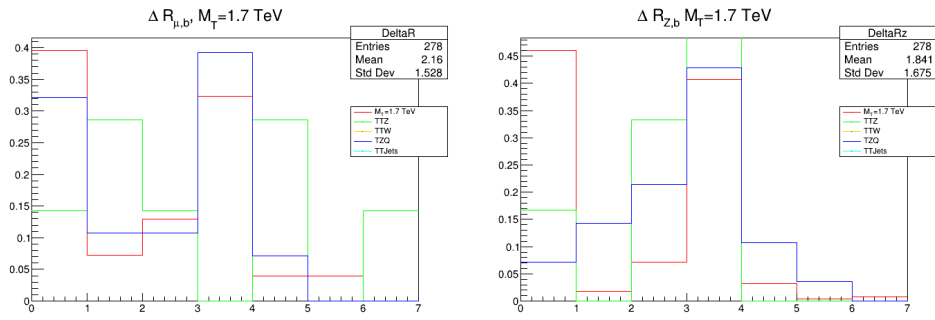 Δ R_μ,b, M_T=1.7 TeV
DeltaR
Entries 278
Mean 2.16
Std Dev 1.528
M_T=1.7 TeV
TTZ
TTW
TZQ
TTJets
0.4
0.35
0.3
0.25
0.2
0.15
0.1
0.05
0
0 1 2 3 4 5 6 7
Δ R_Z,b M_T=1.7 TeV
DeltaRz
Entries 278
Mean 1.841
Std Dev 1.675
M_T=1.7 TeV
TTZ
TTW
TZQ
TTJets
0.45
0.4
0.35
0.3
0.25
0.2
0.15
0.1
0.05
0
0 1 2 3 4 5 6 7